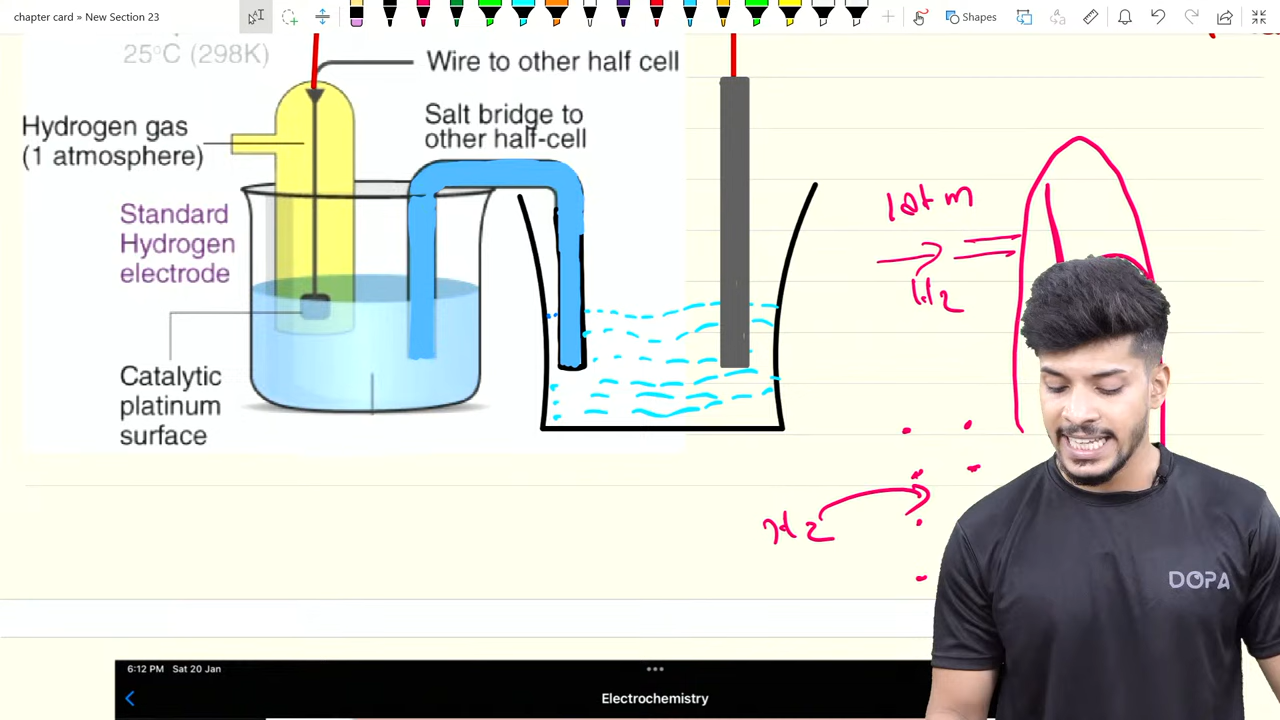 chapter card » New Section 23
Shapes
25°C (298K)
Wire to other half cell
Hydrogen gas
(1 atmosphere)
Salt bridge to
other half-cell
Standard
Hydrogen
electrode
Catalytic
platinum
surface
1atm
H2
H2
DOPA
6:12 PM Sat 20 Jan
Electrochemistry